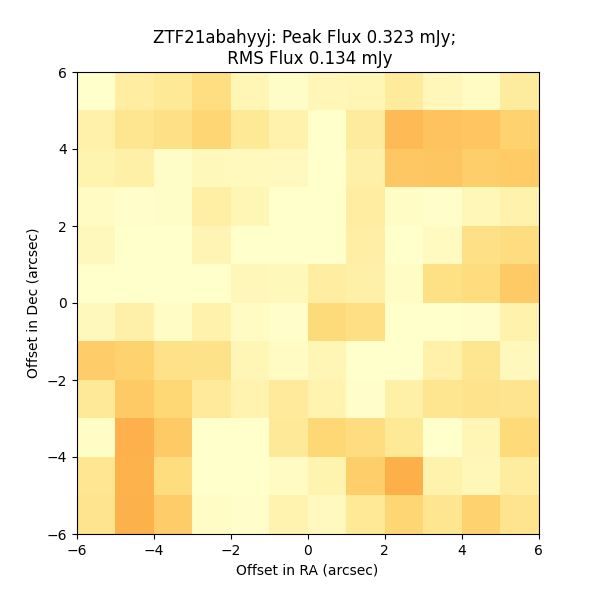 ZTF21abahyyj: Peak Flux 0.323 mJy;
RMS Flux 0.134 mJy
6
4
2
0
−2
−4
−6
Offset in Dec (arcsec)
−6 −4 −2 0 2 4 6
Offset in RA (arcsec)